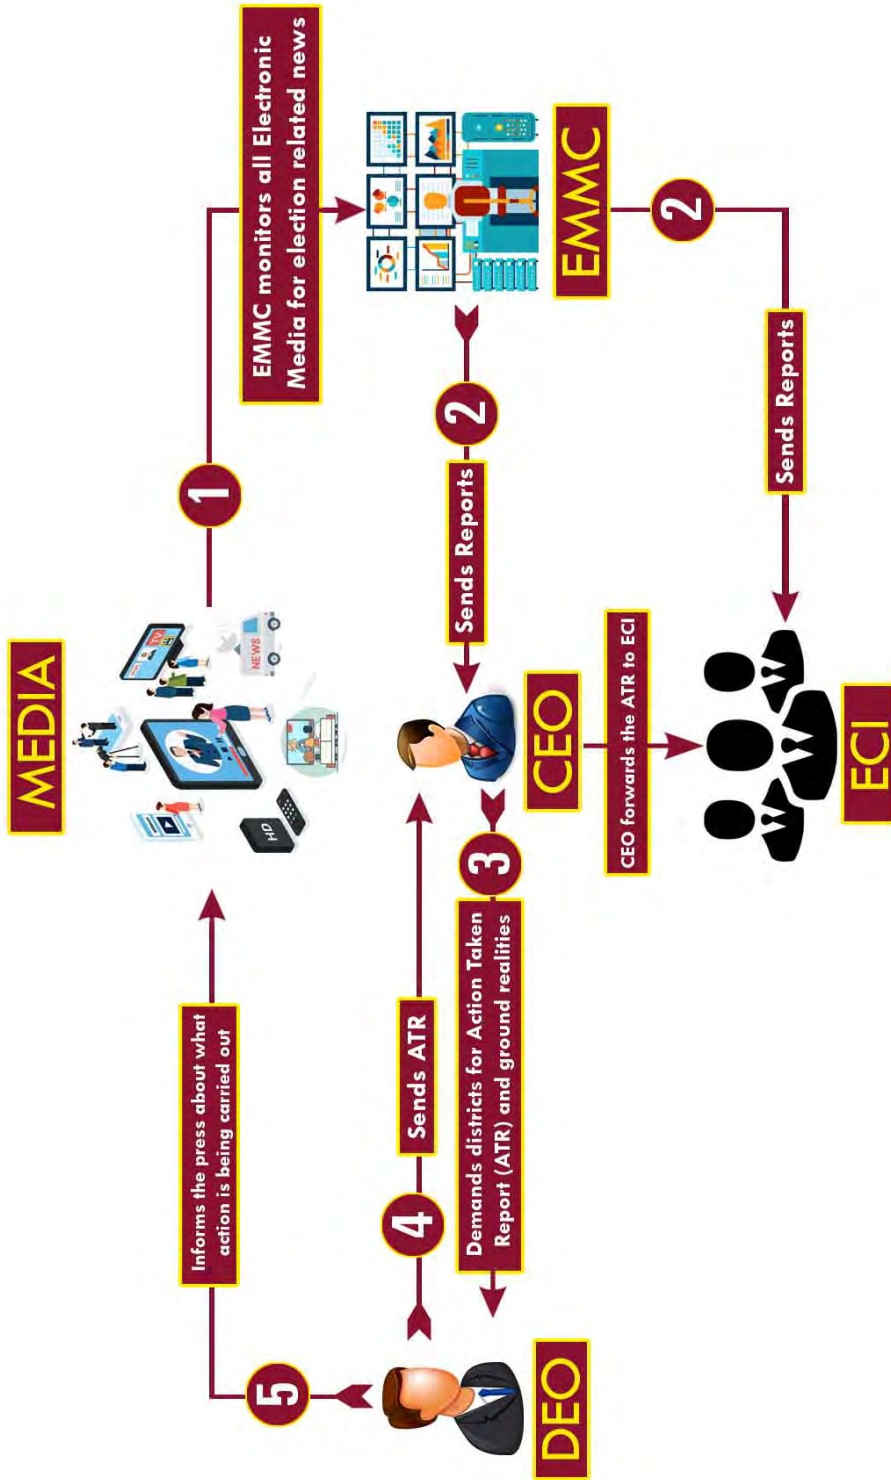 MEDIA
HD
NEWS
TV
1
EMMC monitors all Electronic
Media for election related news
EMMC
2
Sends Reports
2
Sends Reports
CEO
3
Demands districts for Action Taken
Report (ATR) and ground realities
DEO
4
Sends ATR
5
Informs the press about what
action is being carried out
CEO forwards the ATR to ECI
ECI